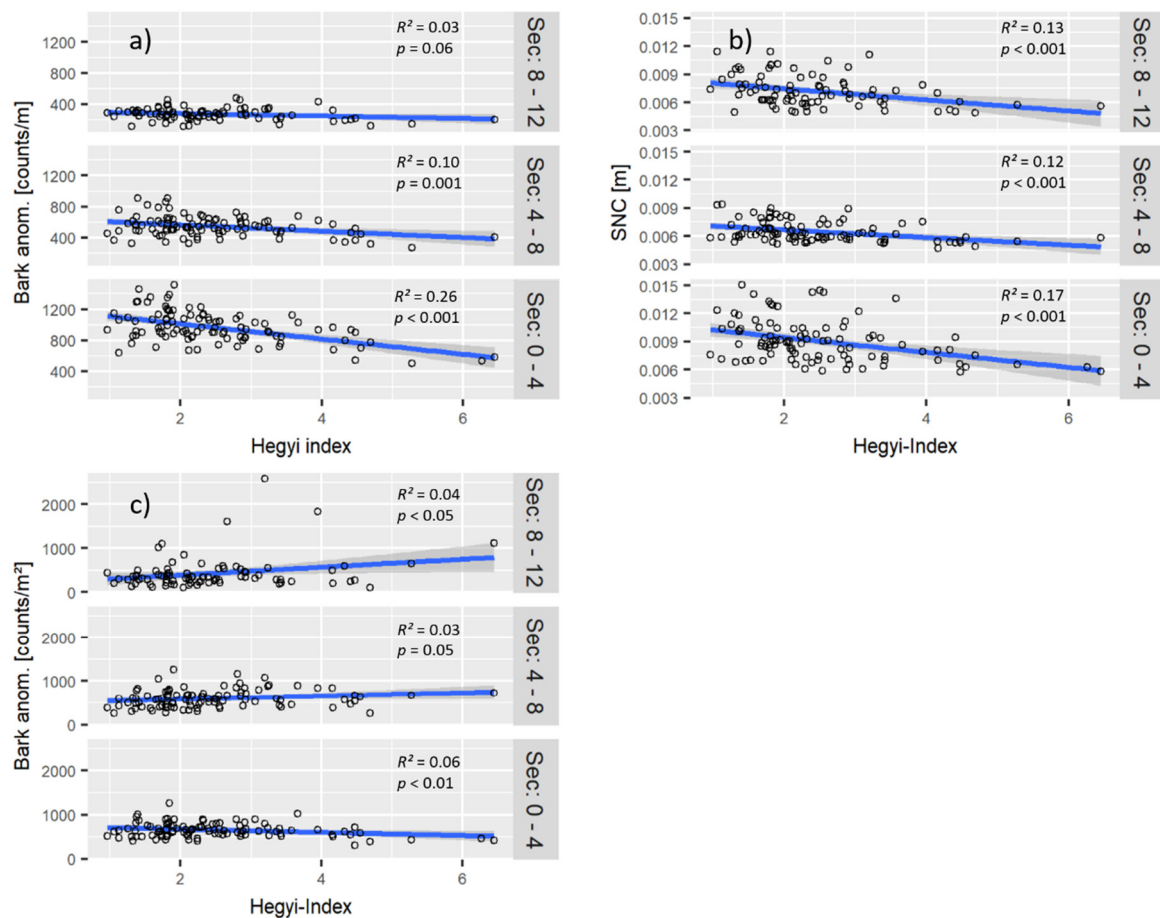 a)
Bark anom. [counts/m]
1200
800
400
R² = 0.03
p = 0.06
Sec: 8 - 12
1200
800
400
R² = 0.10
p = 0.001
Sec: 4 - 8
1200
800
400
R² = 0.26
p < 0.001
Sec: 0 - 4
2 4 6
Hegyi index
b)
SNC [m]
0.015
0.012
0.009
0.006
0.003
R² = 0.13
p < 0.001
Sec: 8 - 12
0.015
0.012
0.009
0.006
0.003
R² = 0.12
p < 0.001
Sec: 4 - 8
0.015
0.012
0.009
0.006
0.003
R² = 0.17
p < 0.001
Sec: 0 - 4
2 4 6
Hegyi-Index
c)
Bark anom. [counts/m²]
2000
1000
0
R² = 0.04
p < 0.05
Sec: 8 - 12
2000
1000
0
R² = 0.03
p = 0.05
Sec: 4 - 8
2000
1000
0
R² = 0.06
p < 0.01
Sec: 0 - 4
2 4 6
Hegyi-Index